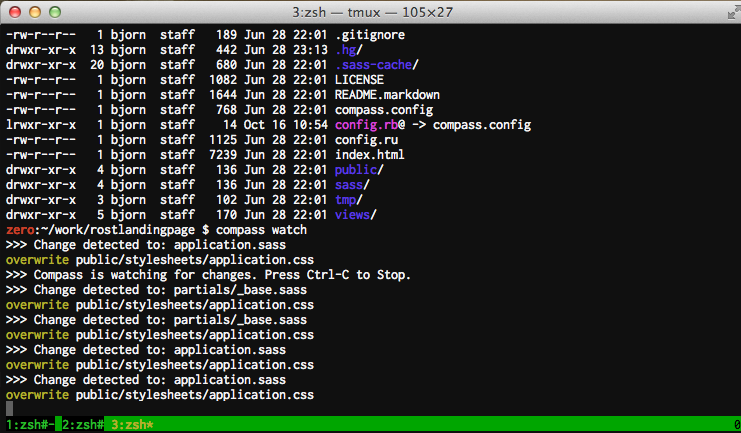 3:zsh — tmux — 105×27
-rw-r--r--   1 bjorn  staff   189 Jun 28 22:01 .gitignore
drwxr-xr-x  13 bjorn  staff   442 Jun 28 23:13 .hg/
drwxr-xr-x  20 bjorn  staff   680 Jun 28 22:01 .sass-cache/
-rw-r--r--   1 bjorn  staff  1082 Jun 28 22:01 LICENSE
-rw-r--r--   1 bjorn  staff  1644 Jun 28 22:01 README.markdown
-rw-r--r--   1 bjorn  staff   768 Jun 28 22:01 compass.config
lrwxr-xr-x   1 bjorn  staff    14 Oct 16 10:54 config.rb@ -> compass.config
-rw-r--r--   1 bjorn  staff  1125 Jun 28 22:01 config.ru
-rw-r--r--   1 bjorn  staff  7239 Jun 28 22:01 index.html
drwxr-xr-x   4 bjorn  staff   136 Jun 28 22:01 public/
drwxr-xr-x   4 bjorn  staff   136 Jun 28 22:01 sass/
drwxr-xr-x   3 bjorn  staff   102 Jun 28 22:01 tmp/
drwxr-xr-x   5 bjorn  staff   170 Jun 28 22:01 views/
zero:~/work/rostlandingpage $ compass watch
>>> Change detected to: application.sass
overwrite public/stylesheets/application.css
>>> Compass is watching for changes. Press Ctrl-C to Stop.
>>> Change detected to: partials/_base.sass
overwrite public/stylesheets/application.css
>>> Change detected to: partials/_base.sass
overwrite public/stylesheets/application.css
>>> Change detected to: application.sass
overwrite public/stylesheets/application.css
>>> Change detected to: application.sass
overwrite public/stylesheets/application.css
1:zsh#- 2:zsh# 3:zsh* 0